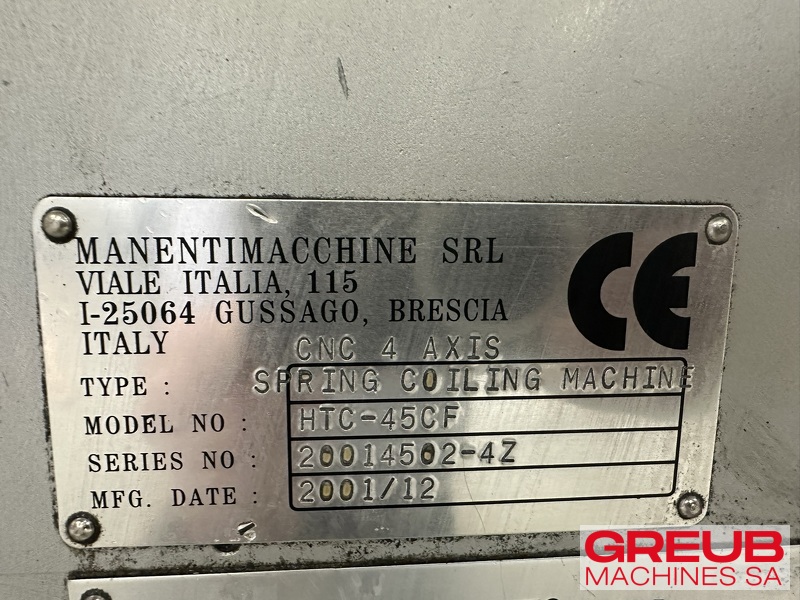 MANENTIMACCHINE SRL
VIALE ITALIA, 115
I-25064 GUSSAGO, BRESCIA
ITALY
CE
CNC 4 AXIS
TYPE : SPRING COILING MACHINE
MODEL NO : HTC-45CF
SERIES NO : 20014502-4Z
MFG. DATE : 2001/12
GREUB
MACHINES SA